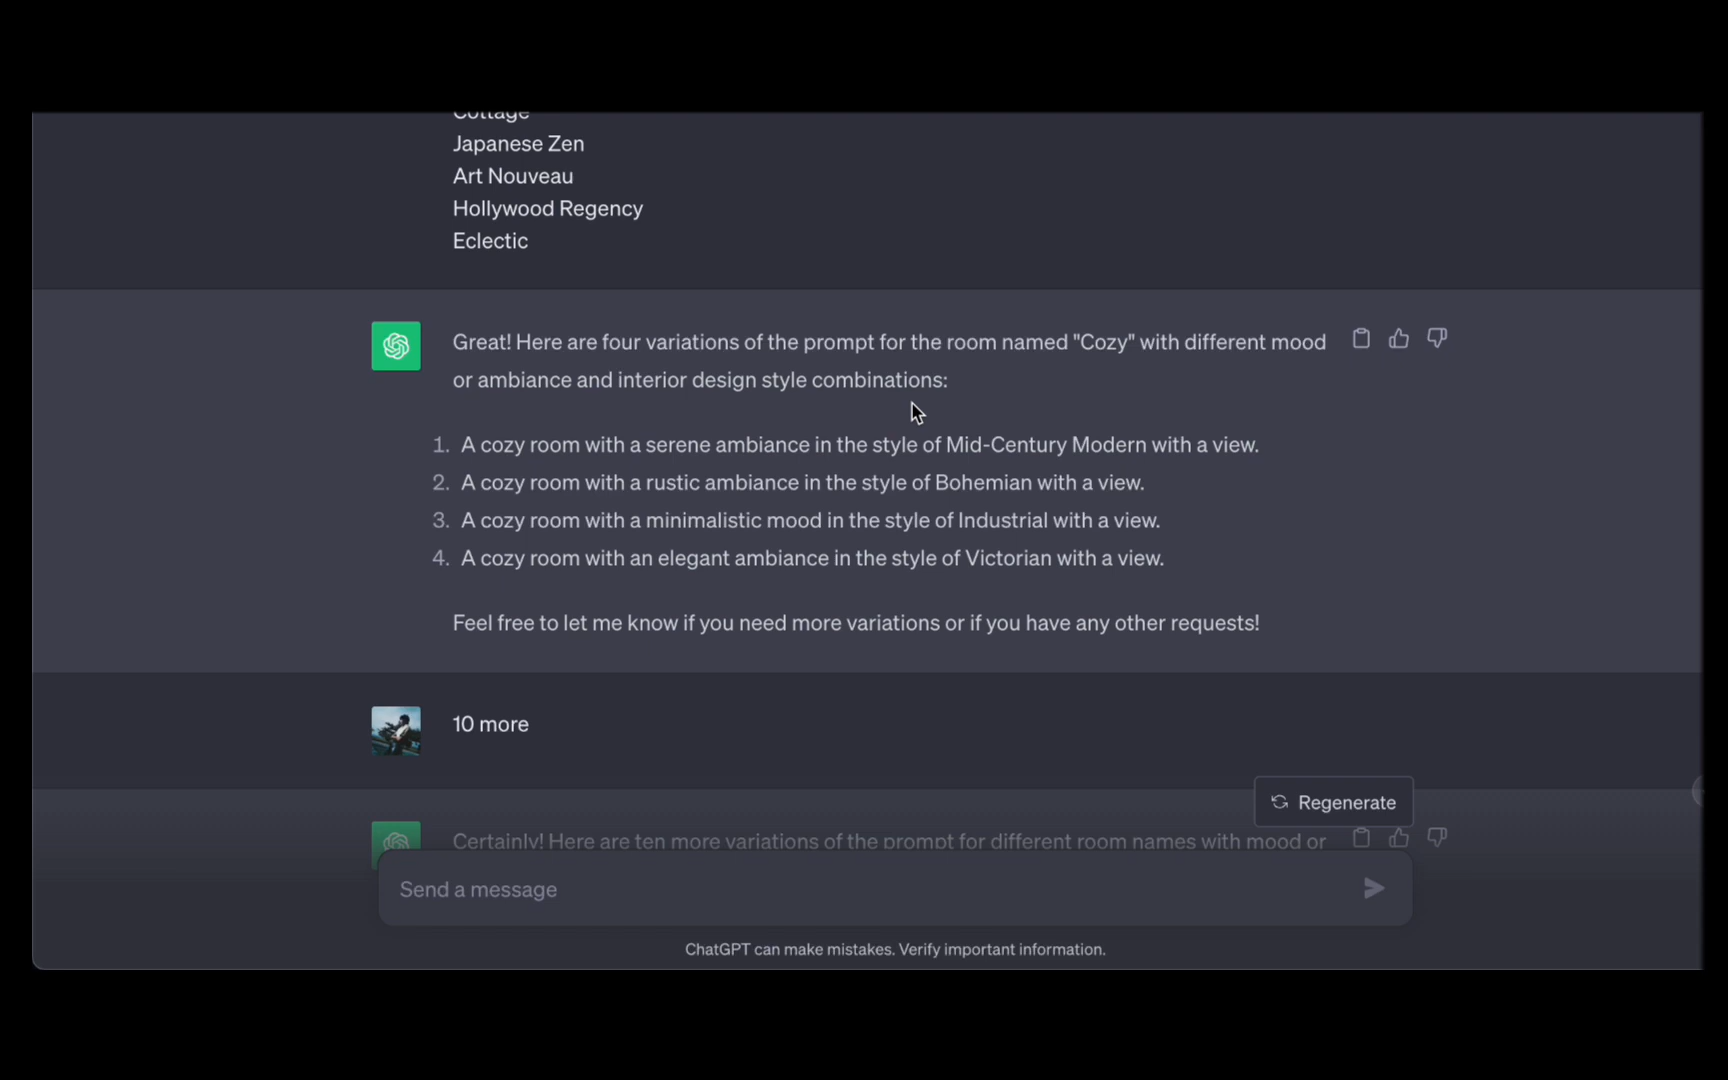 Cottage
Japanese Zen
Art Nouveau
Hollywood Regency
Eclectic
Great! Here are four variations of the prompt for the room named "Cozy" with different mood
or ambiance and interior design style combinations:
1. A cozy room with a serene ambiance in the style of Mid-Century Modern with a view.
2. A cozy room with a rustic ambiance in the style of Bohemian with a view.
3. A cozy room with a minimalistic mood in the style of Industrial with a view.
4. A cozy room with an elegant ambiance in the style of Victorian with a view.
Feel free to let me know if you need more variations or if you have any other requests!
10 more
Regenerate
Certainly! Here are ten more variations of the prompt for different room names with mood or
Send a message
ChatGPT can make mistakes. Verify important information.